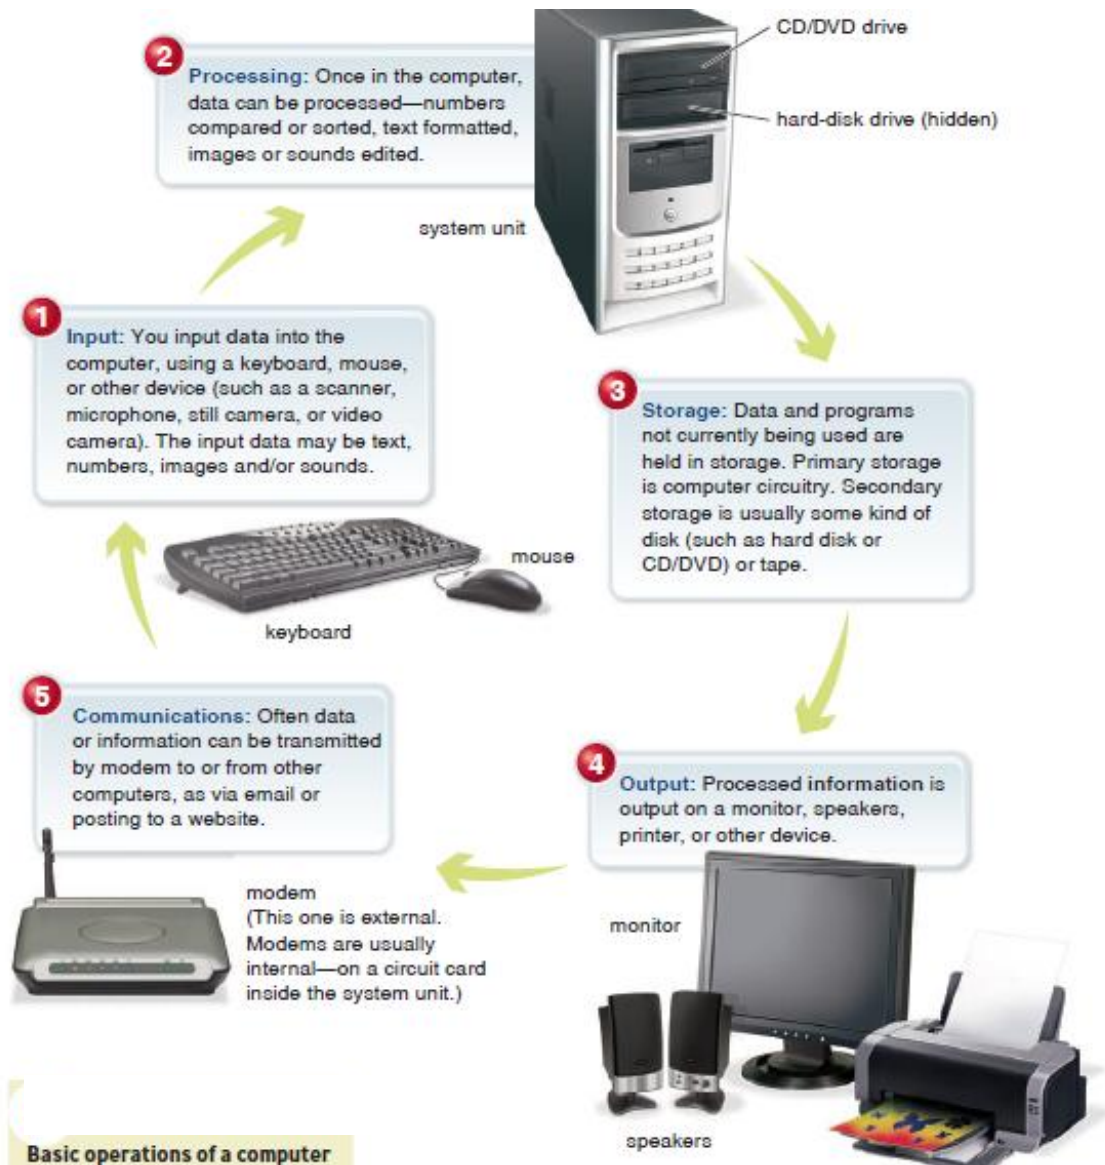 CD/DVD drive
2
Processing: Once in the computer,
data can be processed—numbers
compared or sorted, text formatted,
images or sounds edited.
hard-disk drive (hidden)
system unit
1
Input: You input data into the
computer, using a keyboard, mouse,
or other device (such as a scanner,
microphone, still camera, or video
camera). The input data may be text,
numbers, images and/or sounds.
3
Storage: Data and programs
not currently being used are
held in storage. Primary storage
is computer circuitry. Secondary
storage is usually some kind of
disk (such as hard disk or
CD/DVD) or tape.
mouse
keyboard
5
Communications: Often data
or information can be transmitted
by modem to or from other
computers, as via email or
posting to a website.
4
Output: Processed information is
output on a monitor, speakers,
printer, or other device.
modem
(This one is external.
Modems are usually
internal—on a circuit card
inside the system unit.)
monitor
speakers
Basic operations of a computer